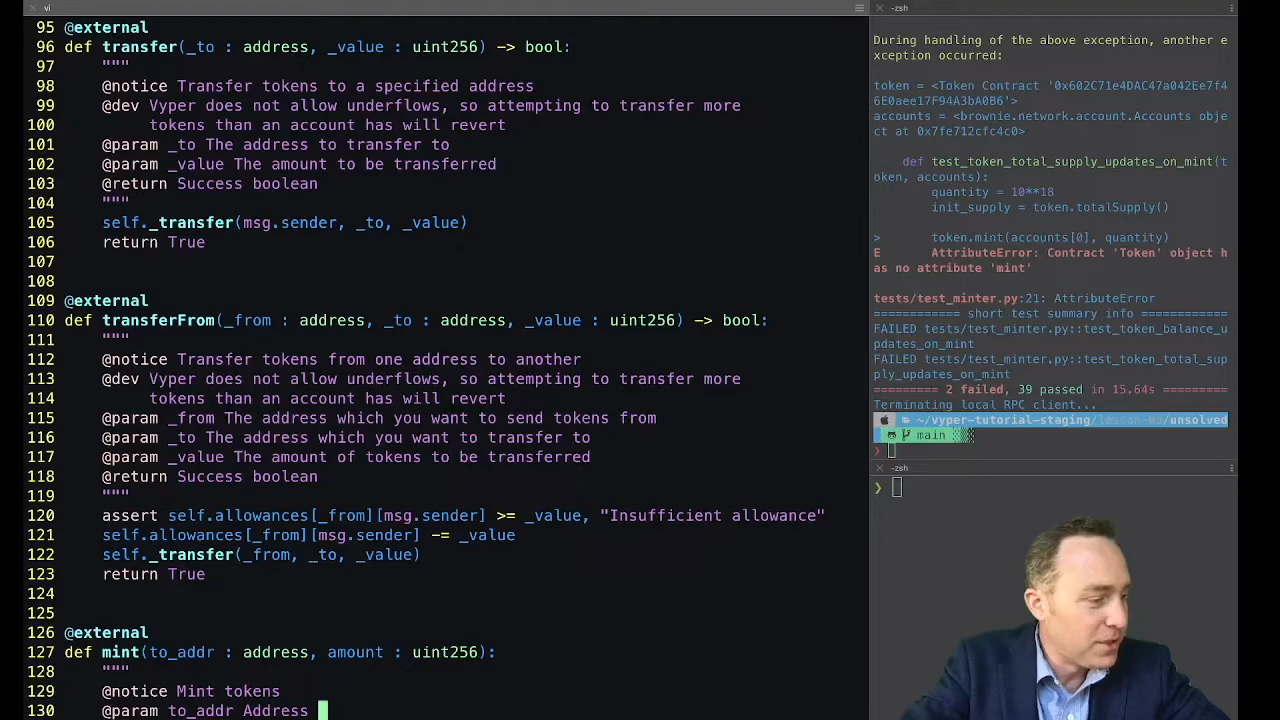 vi
95 @external
96 def transfer(_to : address, _value : uint256) -> bool:
97     """
98     @notice Transfer tokens to a specified address
99     @dev Vyper does not allow underflows, so attempting to transfer more
100          tokens than an account has will revert
101     @param _to The address to transfer to
102     @param _value The amount to be transferred
103     @return Success boolean
104     """
105     self._transfer(msg.sender, _to, _value)
106     return True
107
108
109 @external
110 def transferFrom(_from : address, _to : address, _value : uint256) -> bool:
111     """
112     @notice Transfer tokens from one address to another
113     @dev Vyper does not allow underflows, so attempting to transfer more
114          tokens than an account has will revert
115     @param _from The address which you want to send tokens from
116     @param _to The address which you want to transfer to
117     @param _value The amount of tokens to be transferred
118     @return Success boolean
119     """
120     assert self.allowances[_from][msg.sender] >= _value, "Insufficient allowance"
121     self.allowances[_from][msg.sender] -= _value
122     self._transfer(_from, _to, _value)
123     return True
124
125
126 @external
127 def mint(to_addr : address, amount : uint256):
128     """
129     @notice Mint tokens
130     @param to_addr Address
-zsh
During handling of the above exception, another e
xception occurred:
token = <Token Contract '0x602C71e4DAC47a042Ee7f4
6E0aee17F94A3bA0B6'>
accounts = <brownie.network.account.Accounts obje
ct at 0x7fe712cfc4c0>
    def test_token_total_supply_updates_on_mint(t
oken, accounts):
        quantity = 10**18
        init_supply = token.totalSupply()
>       token.mint(accounts[0], quantity)
E       AttributeError: Contract 'Token' object h
as no attribute 'mint'
tests/test_minter.py:21: AttributeError
============ short test summary info ============
FAILED tests/test_minter.py::test_token_balance_u
pdates_on_mint
FAILED tests/test_minter.py::test_token_total_sup
ply_updates_on_mint
========= 2 failed, 39 passed in 15.64s =========
Terminating local RPC client...
~/vyper-tutorial-staging/ /unsolved
main
❯
-zsh
❯